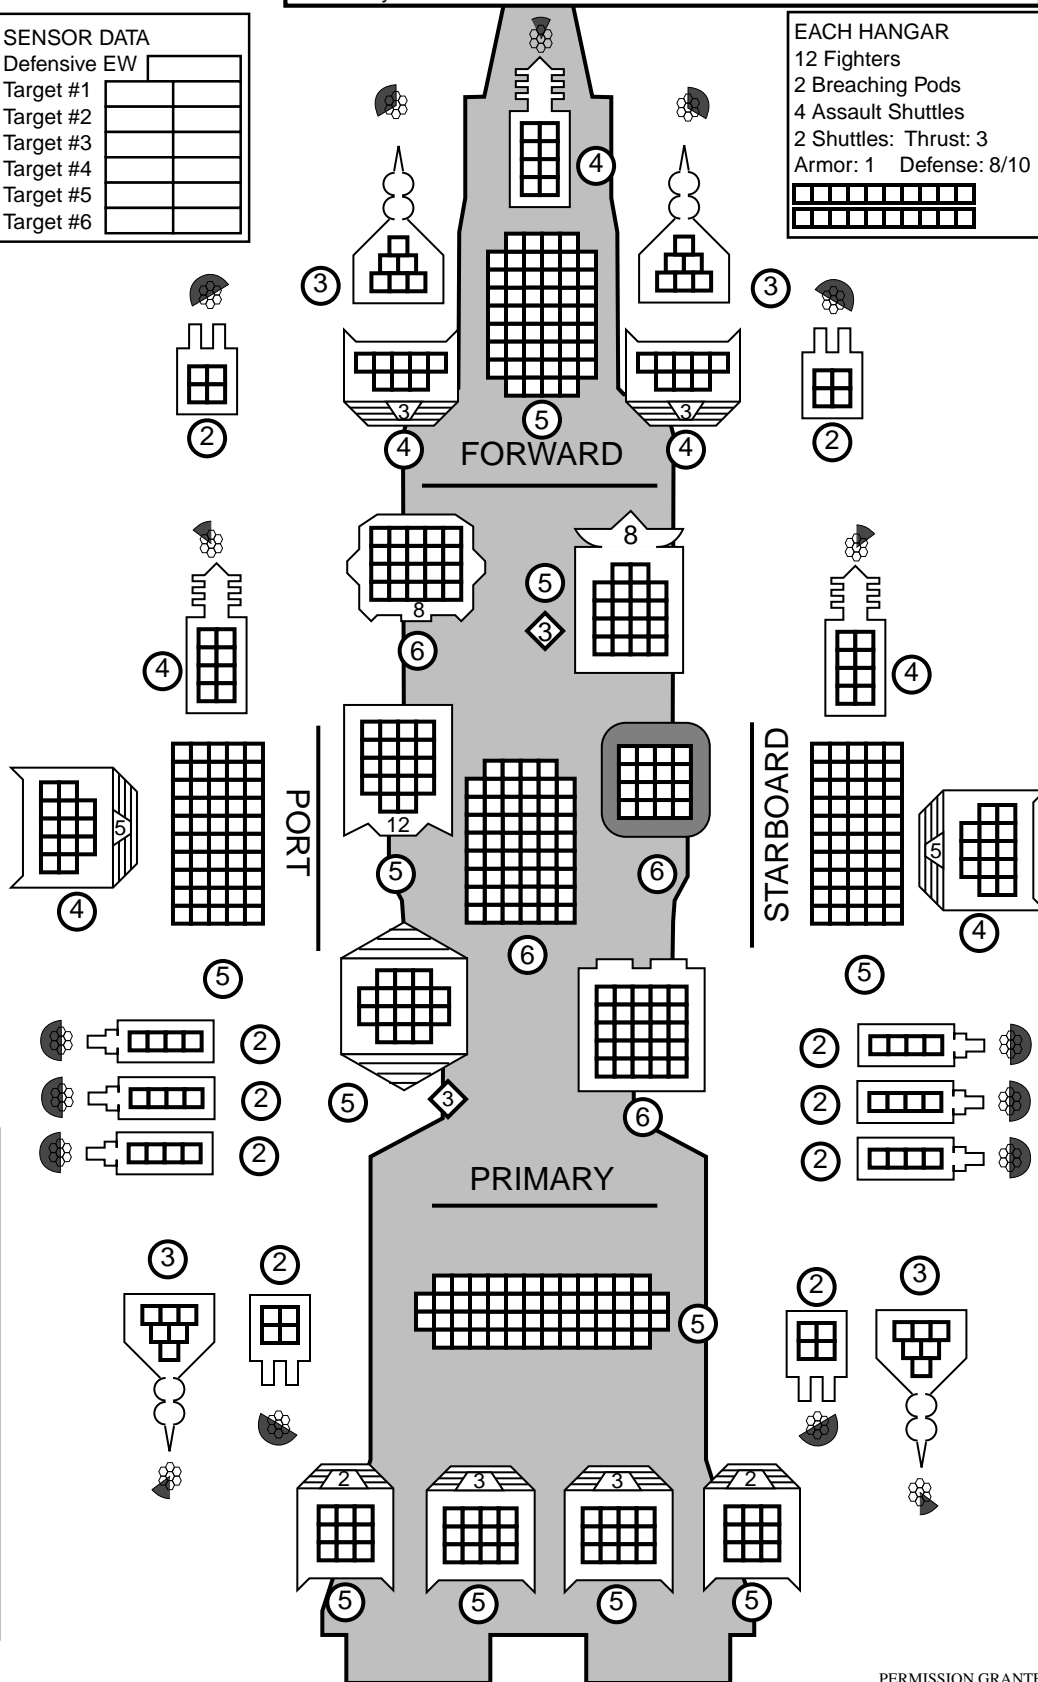 SENSOR DATA
Defensive EW
Target #1
Target #2
Target #3
Target #4
Target #5
Target #6
EACH HANGAR
12 Fighters
2 Breaching Pods
4 Assault Shuttles
2 Shuttles: Thrust: 3
Armor: 1 Defense: 8/10
4
3
3
3
3
2
5
2
4
4
FORWARD
8
8
5
3
6
4
4
PORT
STARBOARD
12
5
5
5
6
4
4
6
5
5
2
2
2
2
2
2
5
3
6
PRIMARY
3
2
2
3
5
2
3
3
2
5
5
5
5
PERMISSION GRANTE